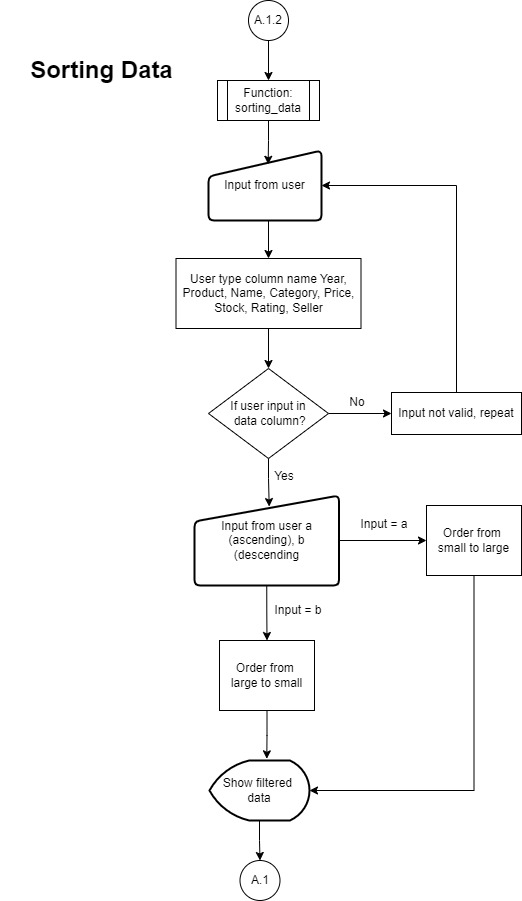 A.1.2
Sorting Data
Function:
sorting_data
Input from user
User type column name Year,
Product, Name, Category, Price,
Stock, Rating, Seller
If user input in
data column?
No
Input not valid, repeat
Yes
Input from user a
(ascending), b
(descending
Input = a
Order from
small to large
Input = b
Order from
large to small
Show filtered
data
A.1